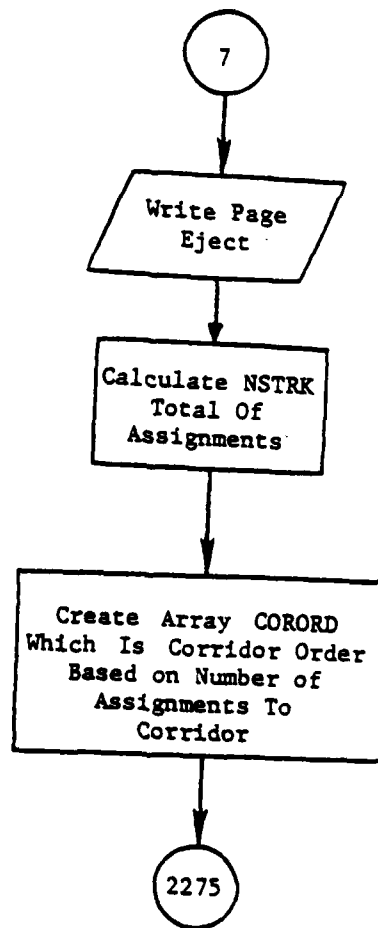 7
Write Page
Eject
Calculate NSTRK
Total Of
Assignments
Create Array CORORD
Which Is Corridor Order
Based on Number of
Assignments To
Corridor
2275